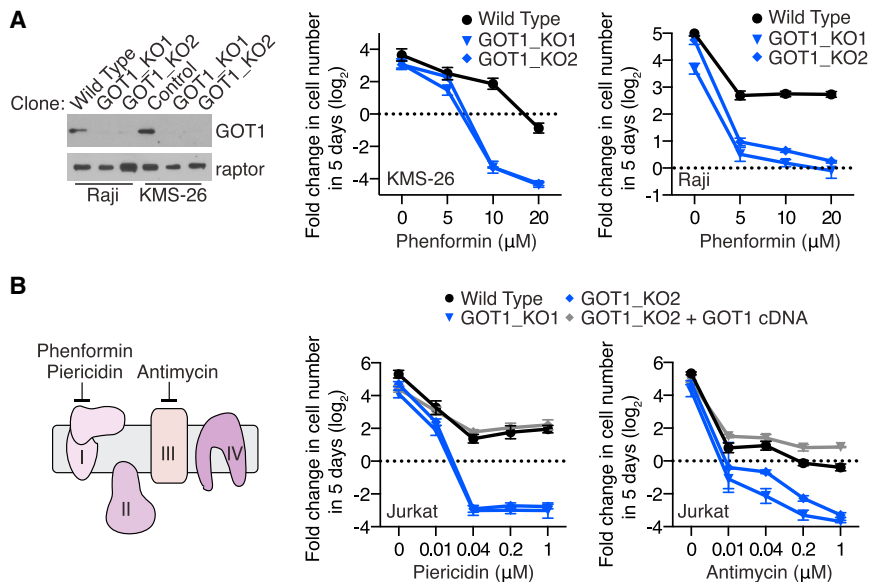 A
Clone: Wild Type GOT1_KO1 GOT1_KO2 Control GOT1_KO1 GOT1_KO2
GOT1
raptor
Raji KMS-26
Fold change in cell number
in 5 days (log2)
4
2
0
-2
-4
Wild Type
GOT1_KO1
GOT1_KO2
KMS-26
0 5 10 20
Phenformin (μM)
Fold change in cell number
in 5 days (log2)
5
4
3
2
1
0
-1
Wild Type
GOT1_KO1
GOT1_KO2
Raji
0 5 10 20
Phenformin (μM)
B
Phenformin
Piericidin
Antimycin
I
II
III
IV
Wild Type GOT1_KO2
GOT1_KO1 GOT1_KO2 + GOT1 cDNA
Fold change in cell number
in 5 days (log2)
6
4
2
0
-2
-4
Jurkat
0 0.01 0.04 0.2 1
Piericidin (μM)
Fold change in cell number
in 5 days (log2)
6
4
2
0
-2
-4
Jurkat
0 0.01 0.04 0.2 1
Antimycin (μM)